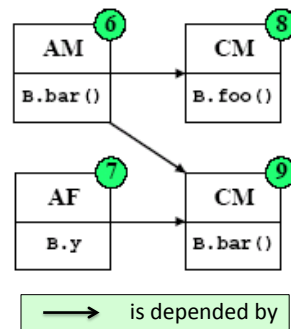 6
8
AM
CM
B.bar()
B.foo()
7
9
AF
CM
B.y
B.bar()
is depended by